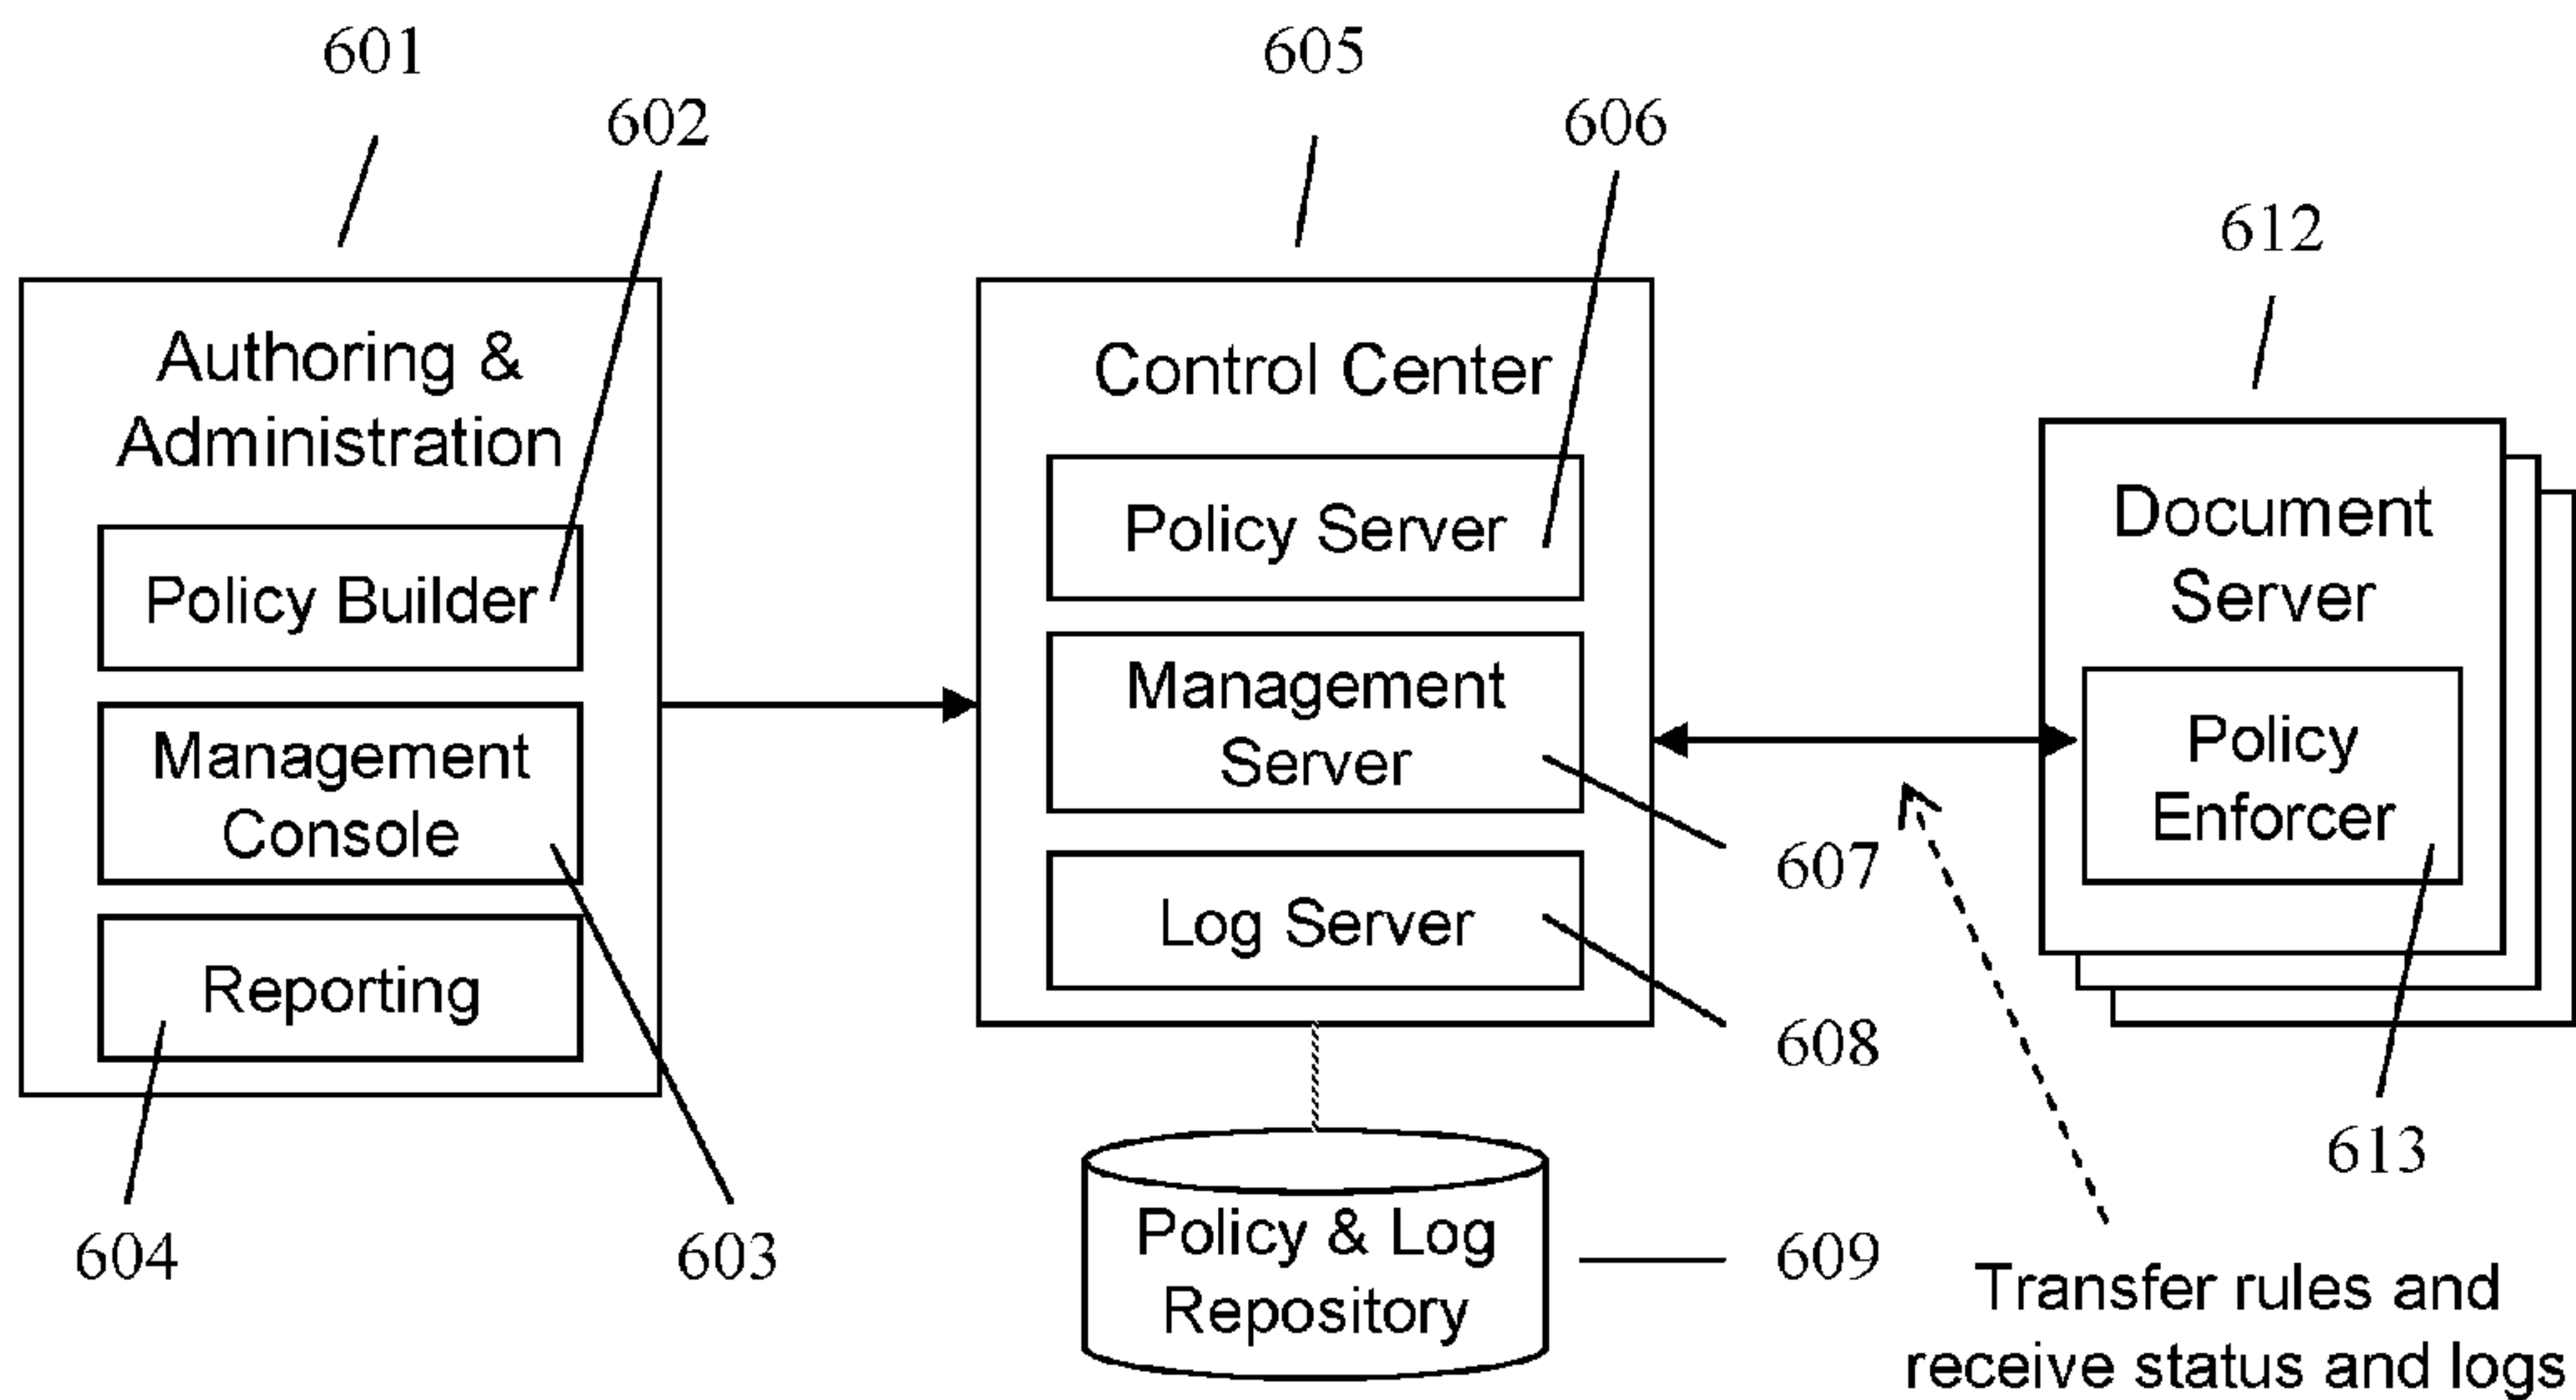 601
605
602
606
612
Authoring &
Administration
Policy Builder
Management
Console
Reporting
604
603
Control Center
Policy Server
Management
Server
Log Server
607
608
Policy & Log
Repository
609
Document
Server
Policy
Enforcer
613
Transfer rules and
receive status and logs